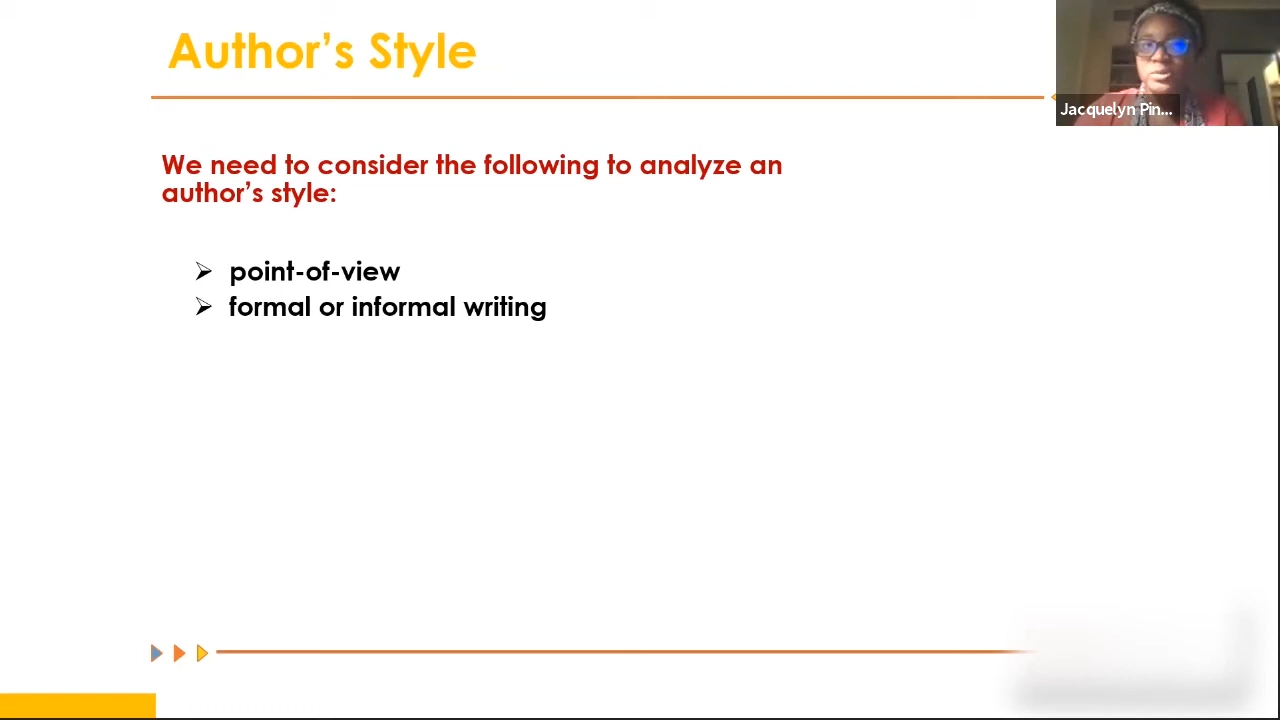 Author’s Style
Jacquelyn Pin...
We need to consider the following to analyze an
author’s style:
➢ point-of-view
➢ formal or informal writing